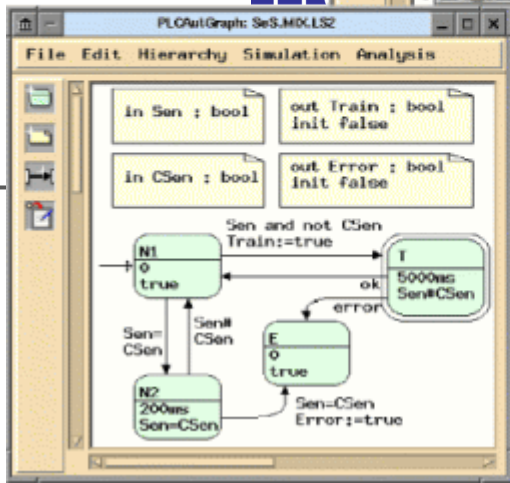 PLCAutGraph: SeS.MIX.LS2
File Edit Hierarchy Simulation Analysis
in Sen : bool
out Train : bool
init false
in CSen : bool
out Error : bool
init false
Sen and not CSen
Train:=true
N1
0
true
T
5000ms
Sen#CSen
ok
error
Sen=
CSen
Sen#
CSen
E
0
true
N2
200ms
Sen=CSen
Sen=CSen
Error:=true